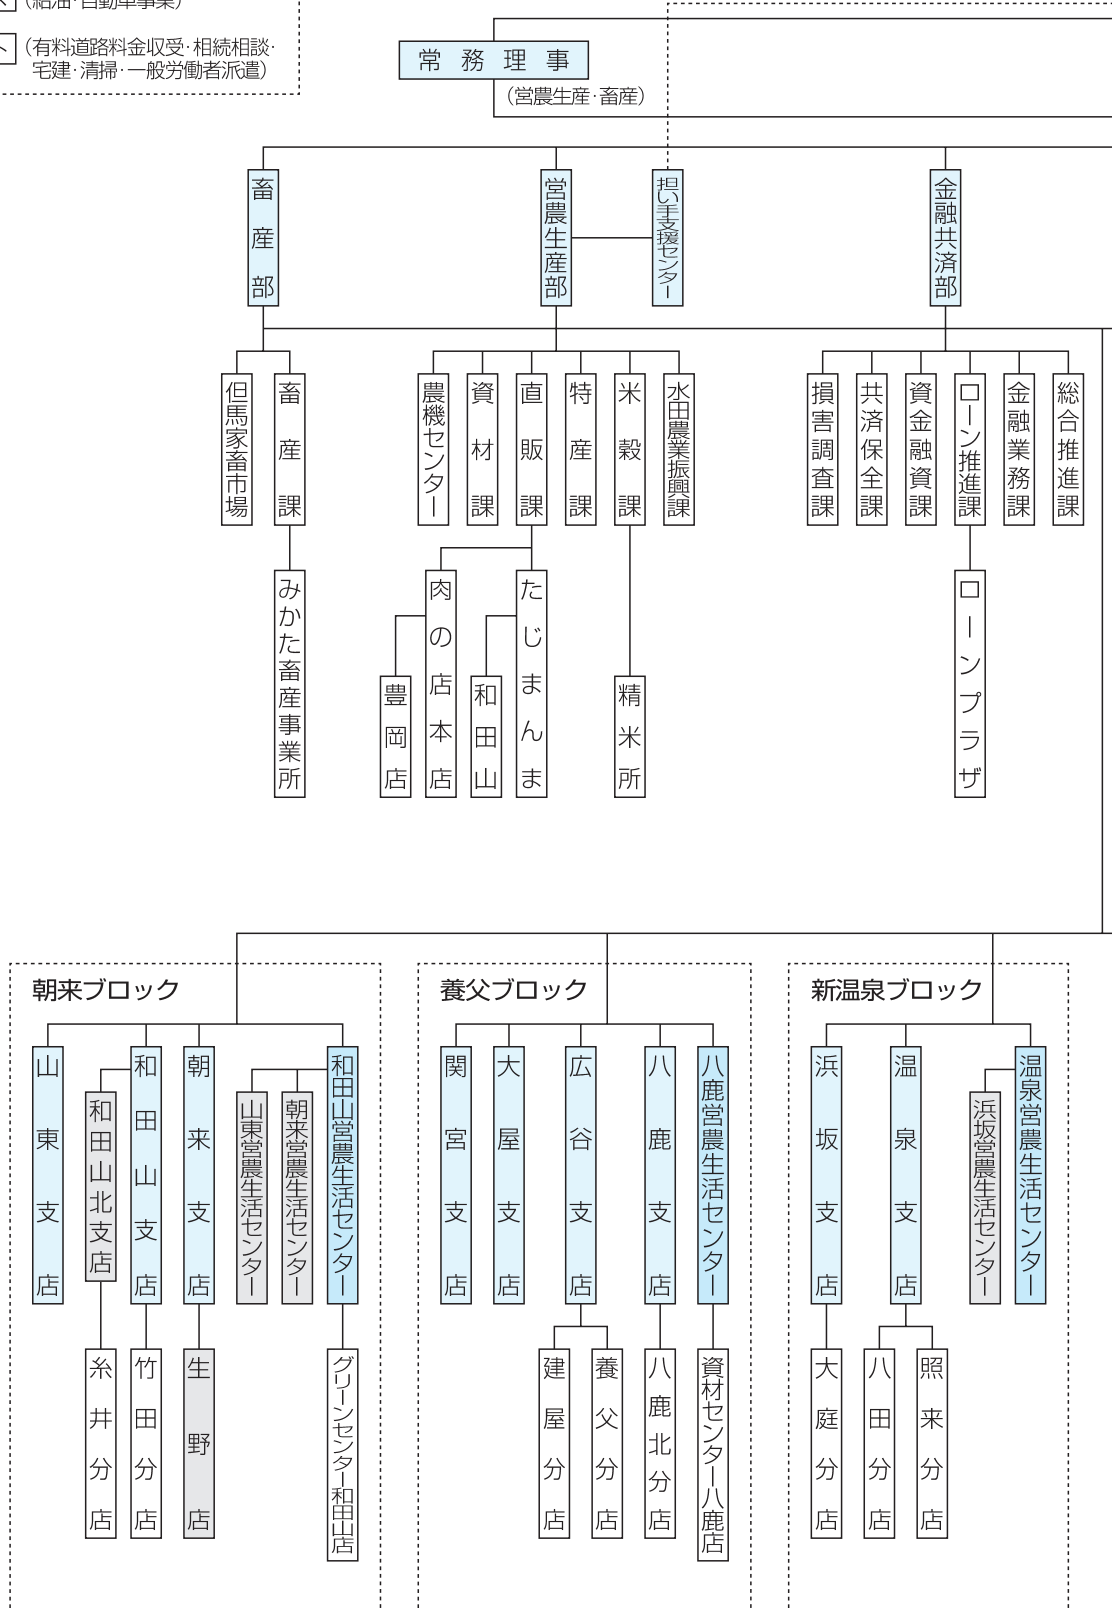 （給油・自動車事業）
ト
（有料道路料金収受・相続相談・
宅建・清掃・一般労働者派遣）
常務理事
（営農生産・畜産）
畜産部
営農生産部
担い手支援センター
金融共済部
但馬家畜市場
畜産課
農機センター
資材課
直販課
特産課
米穀課
水田農業振興課
損害調査課
共済保全課
資金融資課
ローン推進課
金融業務課
総合推進課
みかた畜産事業所
豊岡店
肉の店本店
和田山
たじまんま
精米所
ローンプラザ
朝来ブロック
山東支店
和田山北支店
和田山支店
朝来支店
山東営農生活センター
朝来営農生活センター
和田山営農生活センター
糸井分店
竹田分店
生野店
グリーンセンター和田山店
養父ブロック
関宮支店
大屋支店
広谷支店
八鹿支店
八鹿営農生活センター
建屋分店
養父分店
八鹿北分店
資材センター八鹿店
新温泉ブロック
浜坂支店
温泉支店
浜坂営農生活センター
温泉営農生活センター
大庭分店
八田分店
照来分店